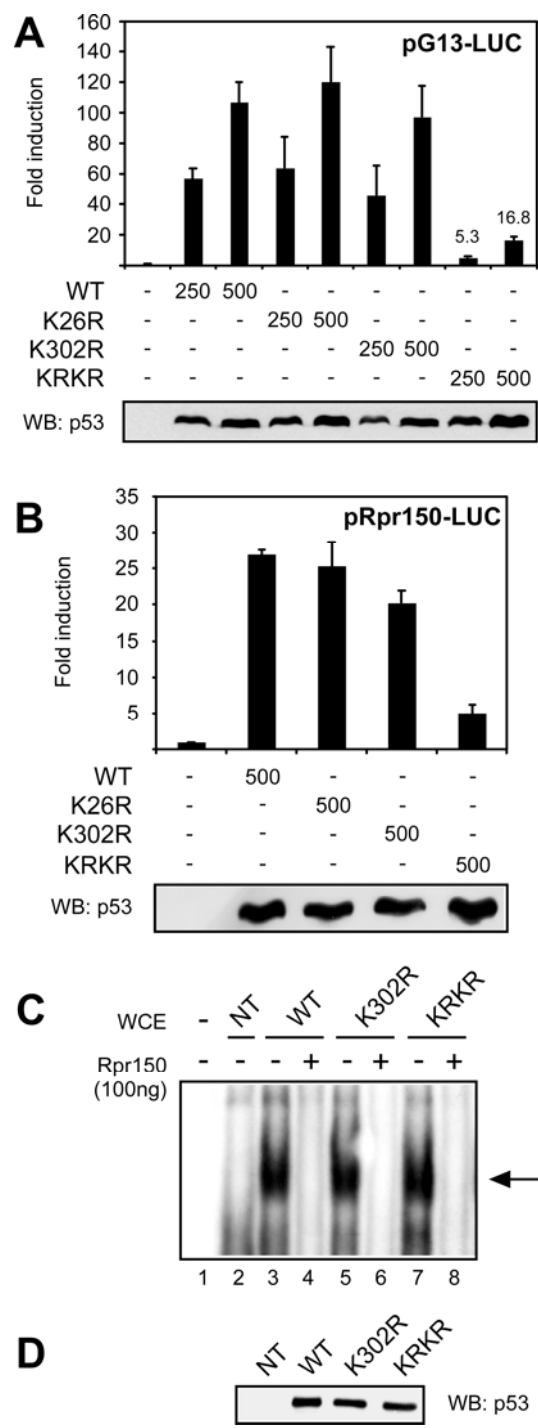 A
pG13-LUC
Fold induction
160
140
120
100
80
60
40
20
5.3
16.8
WT - 250 500 - - - - - -
K26R - - - 250 500 - - - -
K302R - - - - - 250 500 - -
KRKR - - - - - - - 250 500
WB: p53
B
pRpr150-LUC
Fold induction
35
30
25
20
15
10
5
WT - 500 - - -
K26R - - 500 - -
K302R - - - 500 -
KRKR - - - - 500
WB: p53
C
WCE - NT WT K302R KRKR
Rpr150 - - - + - + - +
(100ng)
1 2 3 4 5 6 7 8
D
NT WT K302R KRKR
WB: p53